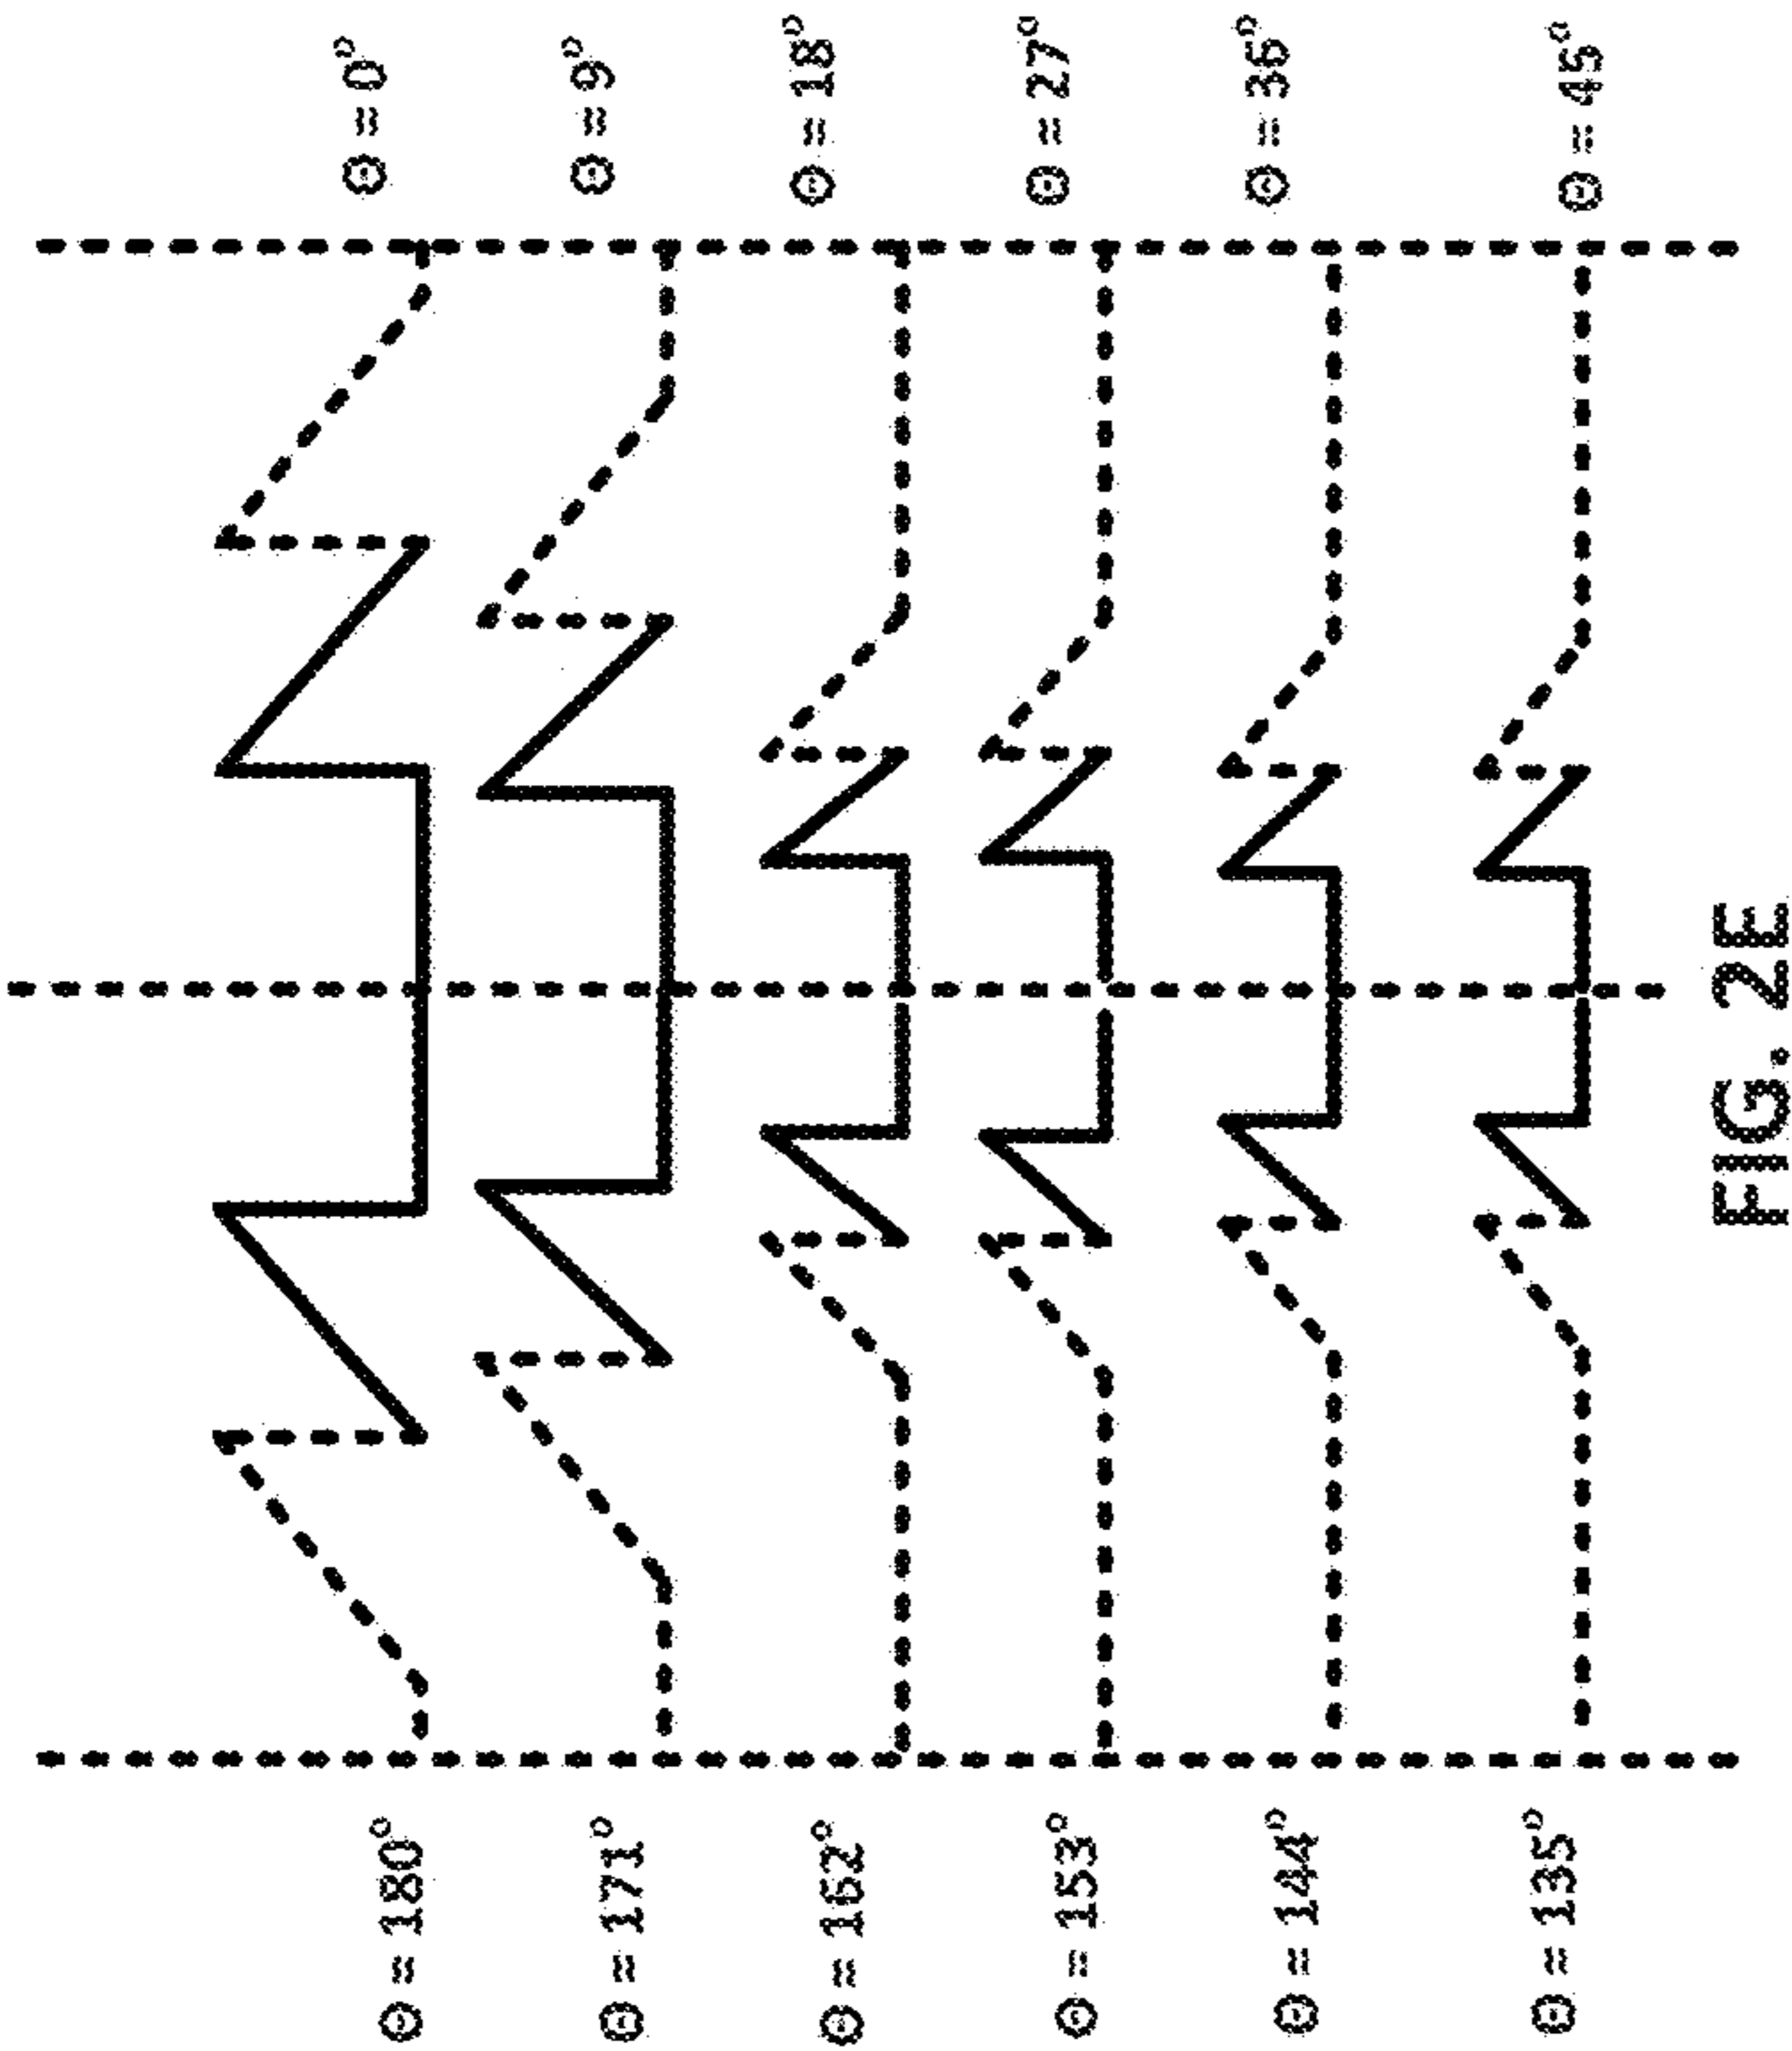 Θ = 0°
Θ = 9°
Θ = 18°
Θ = 27°
Θ = 36°
Θ = 45°
Θ = 180°
Θ = 171°
Θ = 162°
Θ = 153°
Θ = 144°
Θ = 135°
FIG. 2E